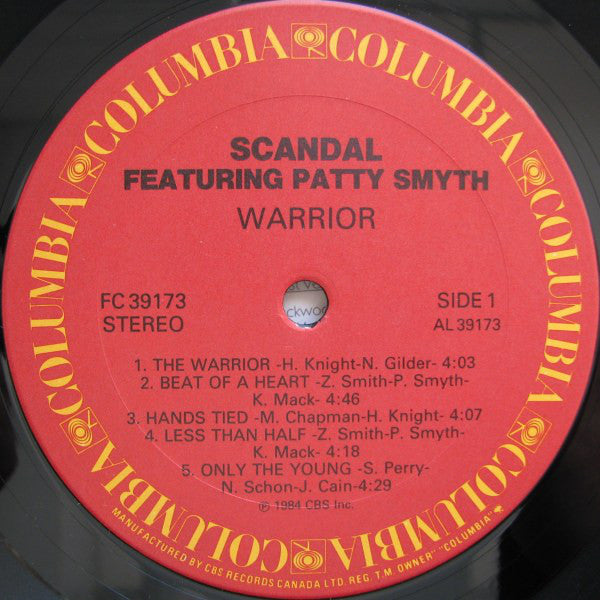 COLUMBIA COLUMBIA COLUMBIA COLUMBIA COLUMBIA COLUMBIA COLUMBIA COLUMBIA
SCANDAL
FEATURING PATTY SMYTH
WARRIOR
FC 39173
STEREO
SIDE 1
AL 39173
ckwoo
1. THE WARRIOR -H. Knight-N. Gilder- 4:03
2. BEAT OF A HEART -Z. Smith-P. Smyth-
K. Mack- 4:46
3. HANDS TIED -M. Chapman-H. Knight- 4:07
4. LESS THAN HALF -Z. Smith-P. Smyth-
K. Mack- 4:18
5. ONLY THE YOUNG -S. Perry-
N. Schon-J. Cain-4:29
℗ 1984 CBS Inc.
MANUFACTURED BY CBS RECORDS CANADA LTD. REG. T.M. OWNER "COLUMBIA"